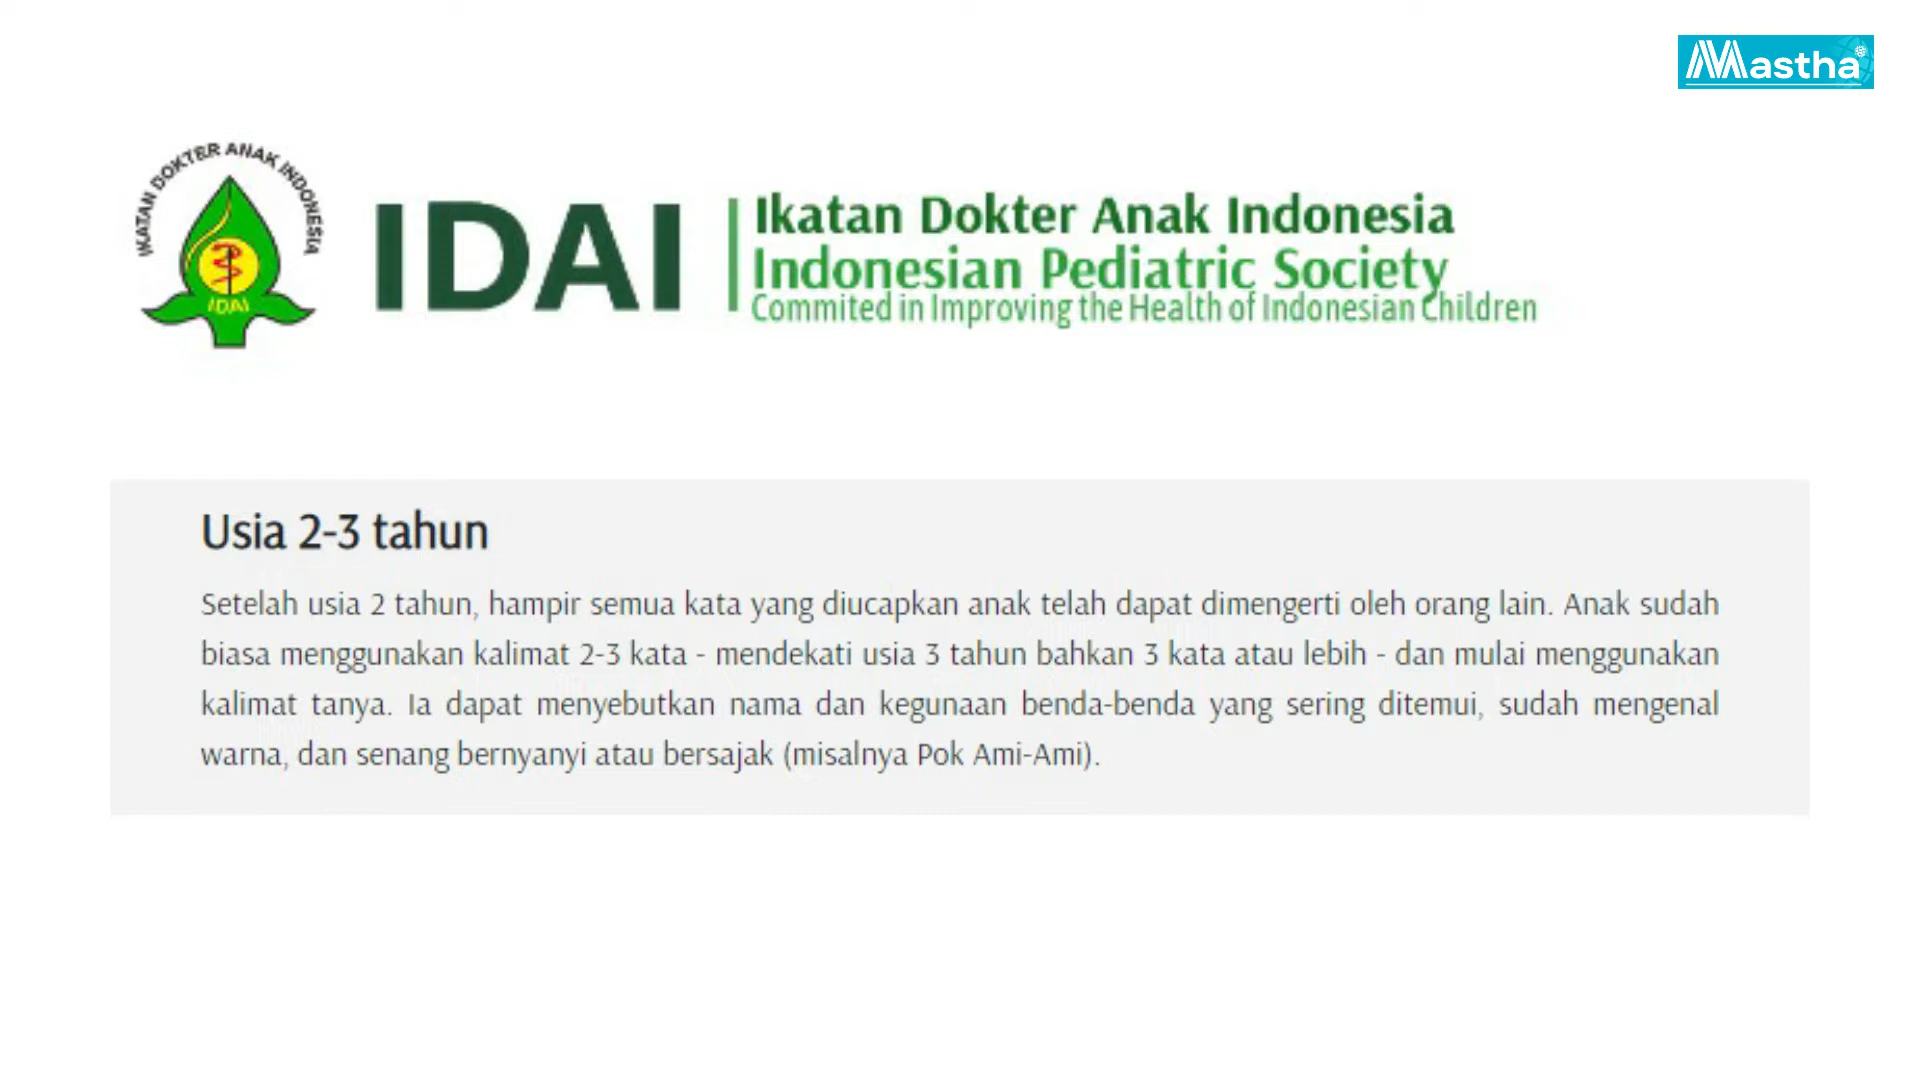 Mastha
IKATAN DOKTER ANAK INDONESIA
IDAI
IDAI
Ikatan Dokter Anak Indonesia
Indonesian Pediatric Society
Commited in Improving the Health of Indonesian Children
Usia 2-3 tahun
Setelah usia 2 tahun, hampir semua kata yang diucapkan anak telah dapat dimengerti oleh orang lain. Anak sudah
biasa menggunakan kalimat 2-3 kata - mendekati usia 3 tahun bahkan 3 kata atau lebih - dan mulai menggunakan
kalimat tanya. Ia dapat menyebutkan nama dan kegunaan benda-benda yang sering ditemui, sudah mengenal
warna, dan senang bernyanyi atau bersajak (misalnya Pok Ami-Ami).